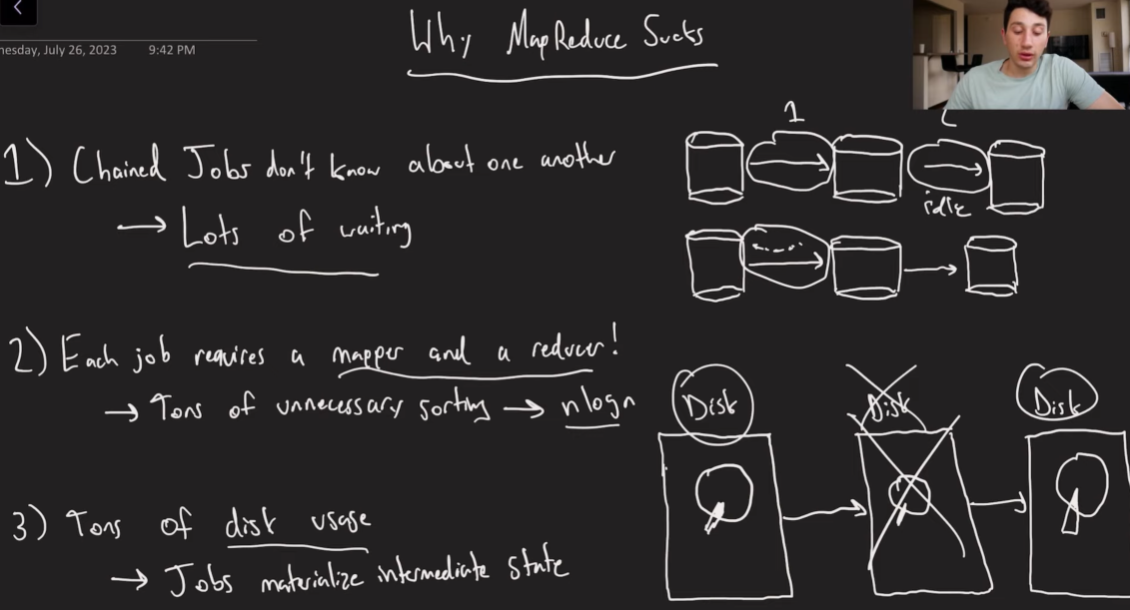 nesday, July 26, 2023 9:42 PM
Why MapReduce Sucks
1) Chained Jobs don't know about one another
→ Lots of waiting
1
idle
2) Each job requires a mapper and a reducer!
→ Tons of unnecessary sorting → nlogn
Disk Disk Disk
3) Tons of disk usage
→ Jobs materialize intermediate state